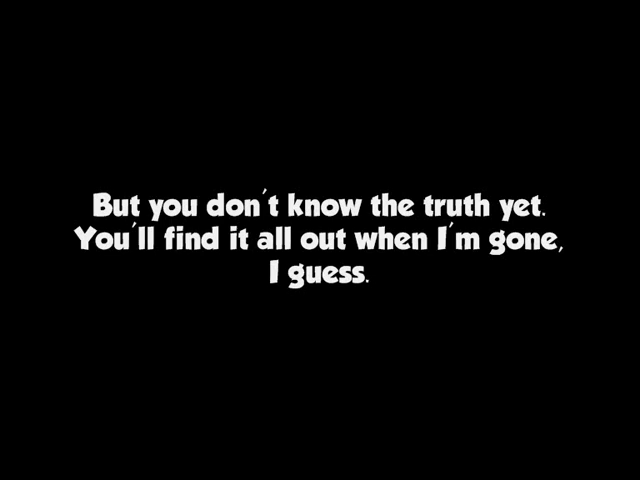 But you don't know the truth yet.
You'll find it all out when I'm gone,
I guess.